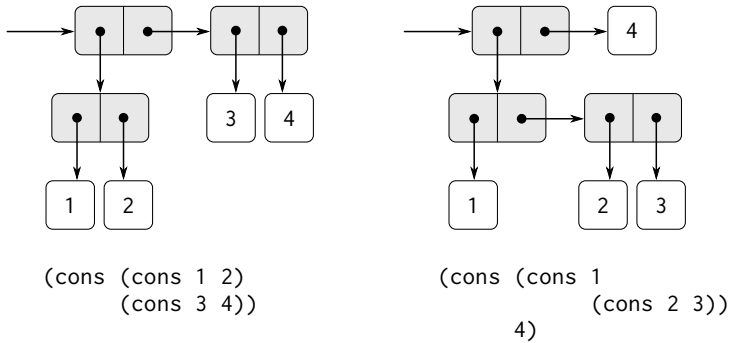 4
3 4
1 2
1
2 3
(cons (cons 1 2)
      (cons 3 4))
(cons (cons 1
            (cons 2 3))
      4)